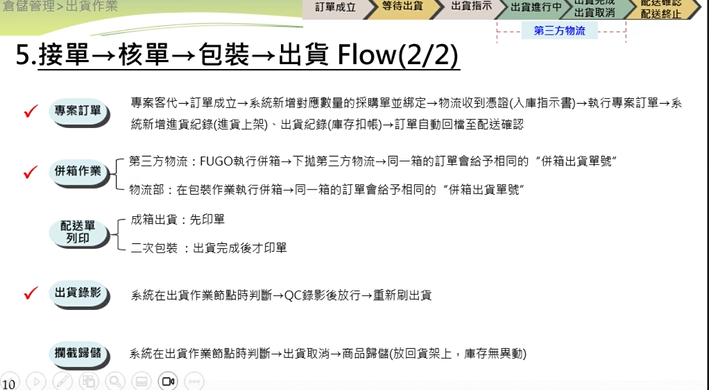 倉儲管理>出貨作業
訂單成立
等待出貨
出貨指示
出貨進行中
出貨完成
出貨取消
配送確認
配送終止
第三方物流
5.接單→核單→包裝→出貨 Flow(2/2)
專案訂單
專案客代→訂單成立→系統新增對應數量的採購單並綁定→物流收到憑證(入庫指示書)→執行專案訂單→系
統新增進貨紀錄(進貨上架)、出貨紀錄(庫存扣帳)→訂單自動回檔至配送確認
併箱作業
第三方物流：FUGO執行併箱→下拋第三方物流→同一箱的訂單會給予相同的“併箱出貨單號”
物流部：在包裝作業執行併箱→同一箱的訂單會給予相同的“併箱出貨單號”
配送單
列印
成箱出貨：先印單
二次包裝 ：出貨完成後才印單
出貨錄影
系統在出貨作業節點時判斷→QC錄影後放行→重新刷出貨
攔截歸儲
系統在出貨作業節點時判斷→出貨取消→商品歸儲(放回貨架上，庫存無異動)
10